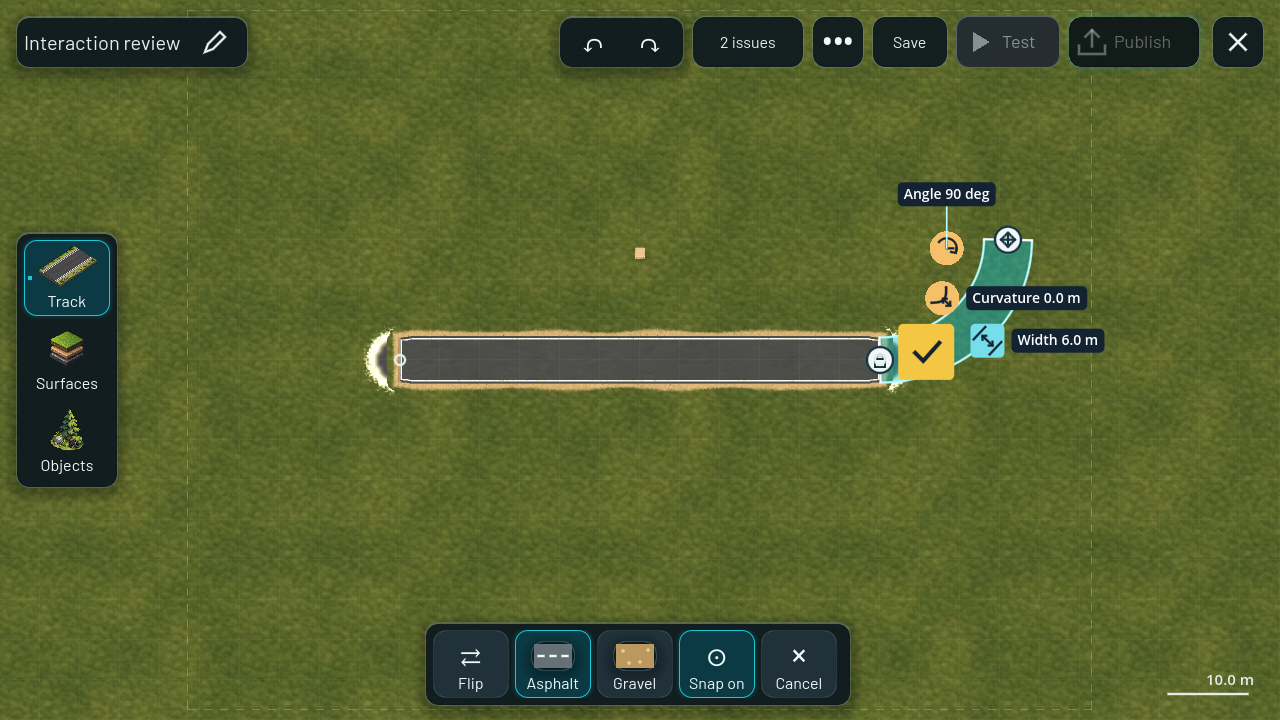 Interaction review
2 issues
Save
Test
Publish
Angle 90 deg
Curvature 0.0 m
Width 6.0 m
Track
Surfaces
Objects
Flip
Asphalt
Gravel
Snap on
Cancel
10.0 m